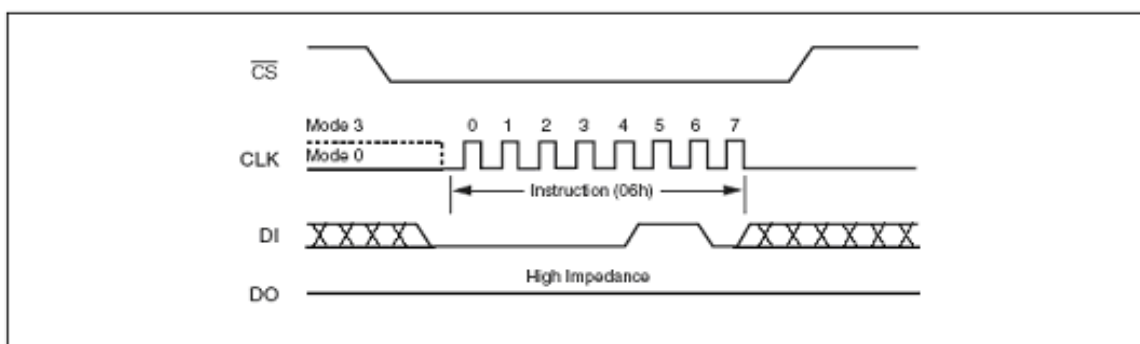 CS
Mode 3
0 1 2 3 4 5 6 7
CLK
Mode 0
Instruction (06h)
DI
High Impedance
DO